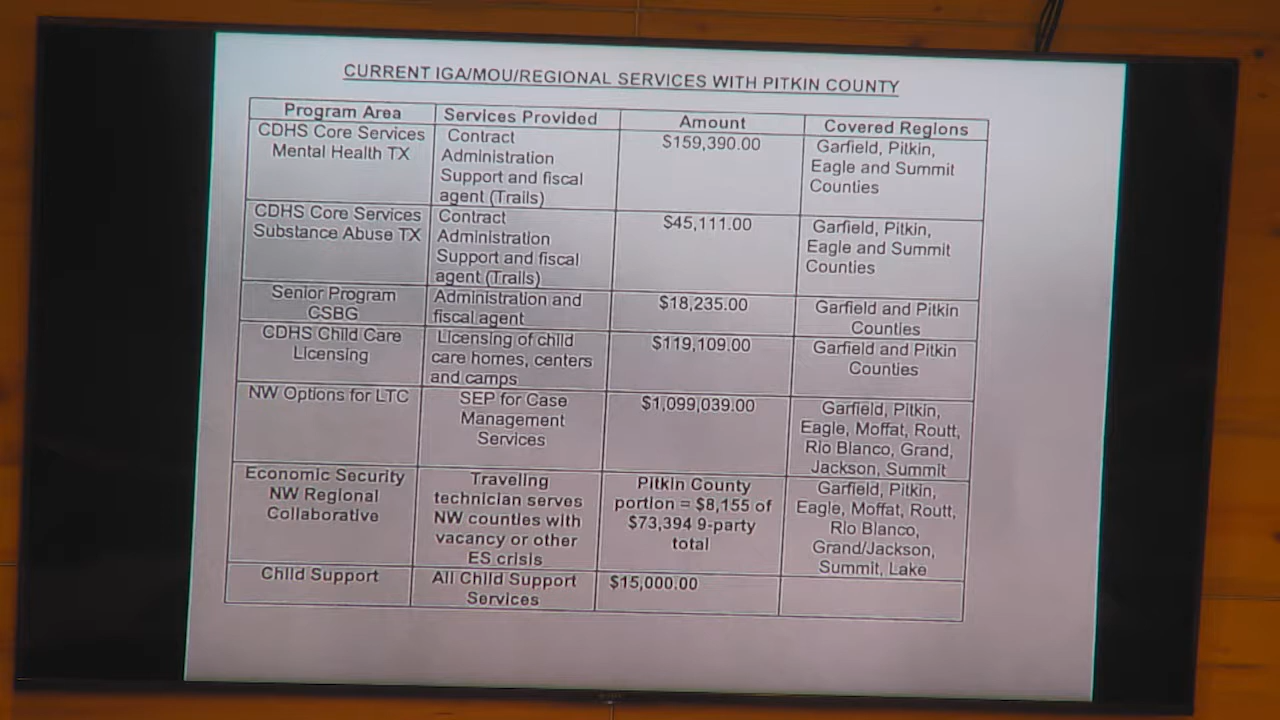 CURRENT IGA/MOU/REGIONAL SERVICES WITH PITKIN COUNTY
Program Area
Services Provided
Amount
Covered Regions
CDHS Core Services
Mental Health TX
Contract
Administration
Support and fiscal
agent (Trails)
$159,390.00
Garfield, Pitkin,
Eagle and Summit
Counties
CDHS Core Services
Substance Abuse TX
Contract
Administration
Support and fiscal
agent (Trails)
$45,111.00
Garfield, Pitkin,
Eagle and Summit
Counties
Senior Program
CSBG
Administration and
fiscal agent
$18,235.00
Garfield and Pitkin
Counties
CDHS Child Care
Licensing
Licensing of child
care homes, centers
and camps
$119,109.00
Garfield and Pitkin
Counties
NW Options for LTC
SEP for Case
Management
Services
$1,099,039.00
Garfield, Pitkin,
Eagle, Moffat, Routt,
Rio Blanco, Grand,
Jackson, Summit
Economic Security
NW Regional
Collaborative
Traveling
technician serves
NW counties with
vacancy or other
ES crisis
Pitkin County
portion = $8,155 of
$73,394 9-party
total
Garfield, Pitkin,
Eagle, Moffat, Routt,
Rio Blanco,
Grand/Jackson,
Summit, Lake
Child Support
All Child Support
Services
$15,000.00